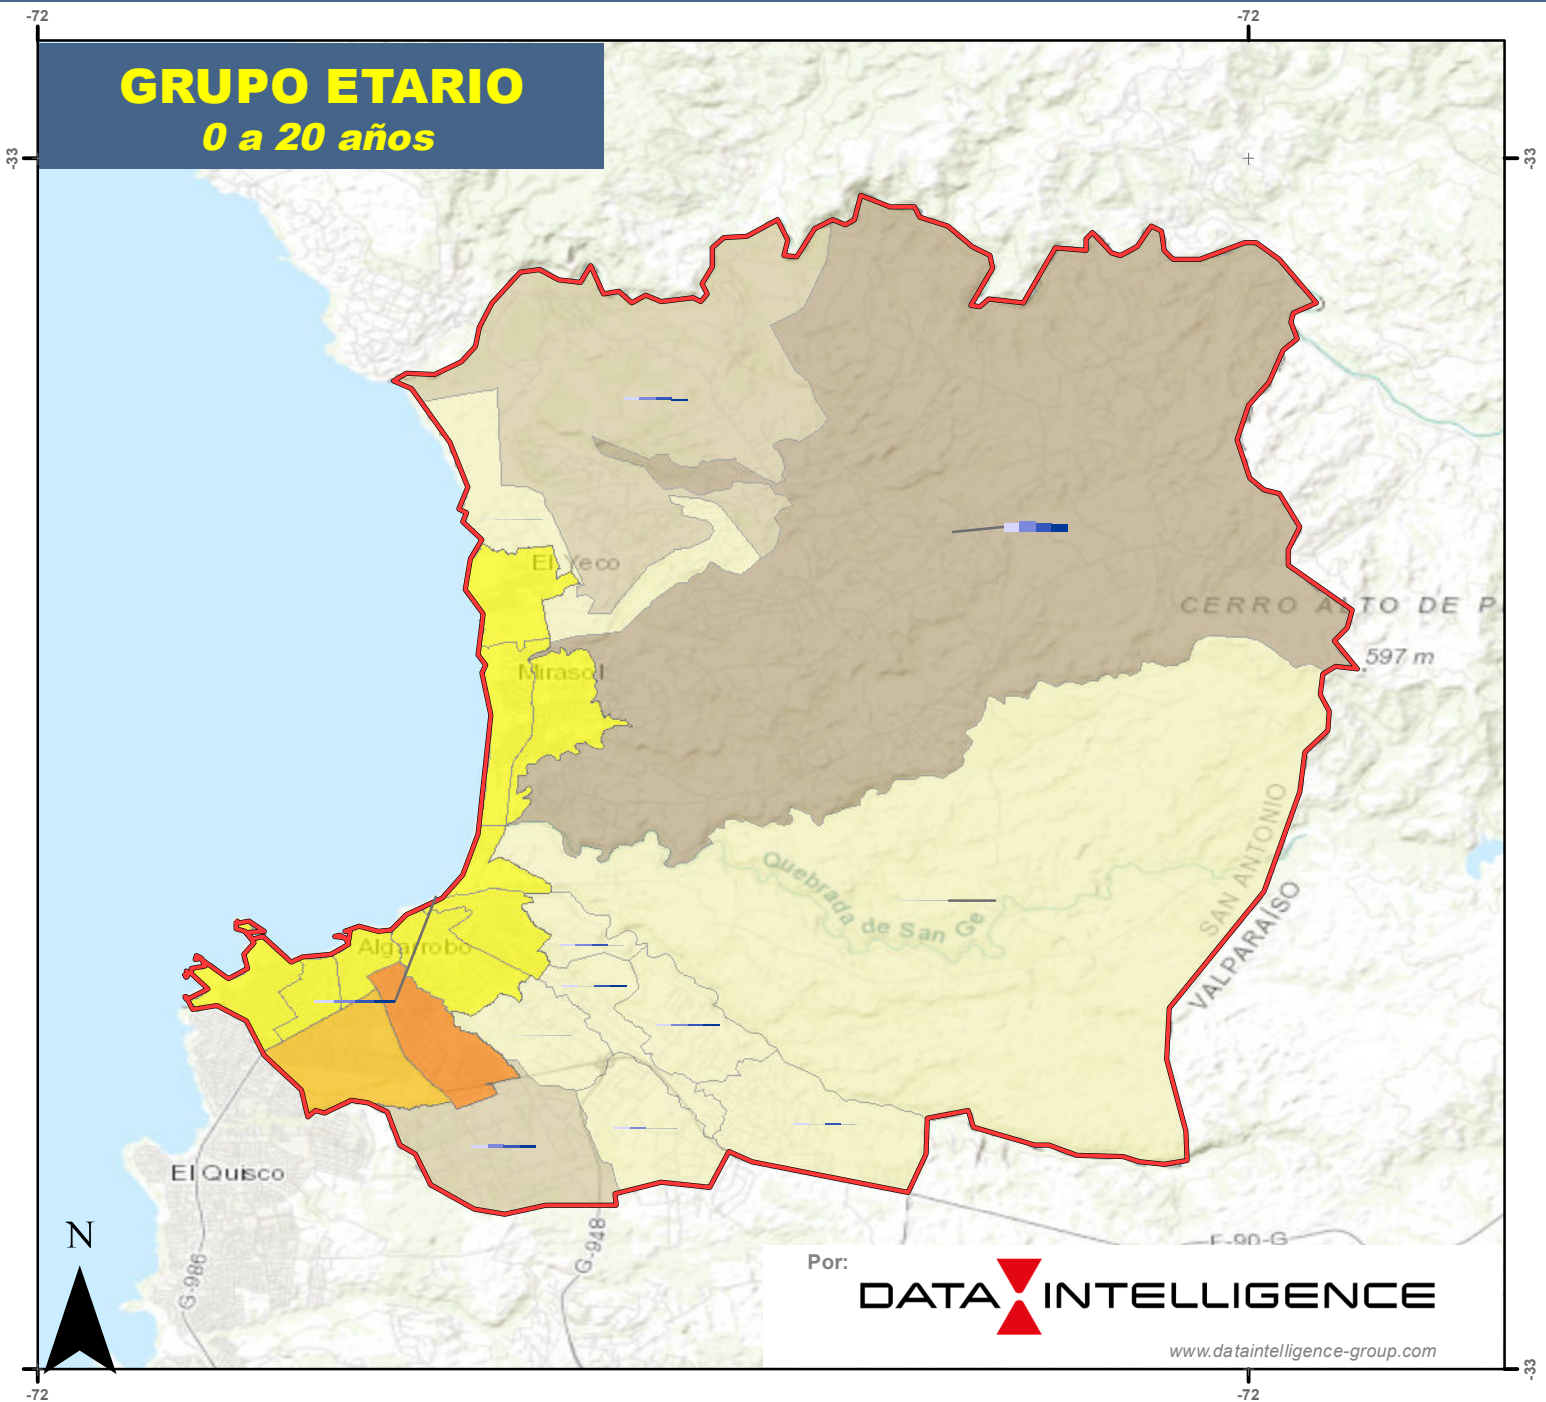 -72
-72
GRUPO ETARIO
0 a 20 años
-33
-33
El Yeco
CERRO ALTO DE P
597 m
Mirasol
SAN ANTONIO
VALPARAÍSO
Quebrada de San Ge
Algarrobo
El Quisco
N
G-986
G-948
F-90-G
Por:
DATA INTELLIGENCE
www.dataintelligence-group.com
-33
-72
-72